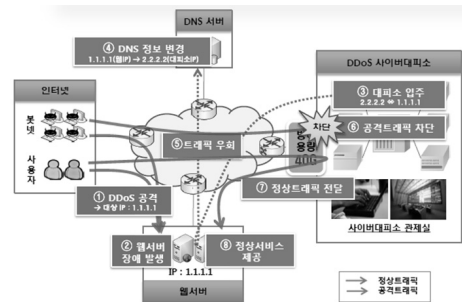 DNS 서버
④ DNS 정보 변경
1.1.1.1(웹IP) → 2.2.2.2(대피소IP)
DDoS 사이버대피소
인터넷
③ 대피소 입주
2.2.2.2 ⇔ 1.1.1.1
봇넷
차단
⑥ 공격트래픽 차단
⑤트래픽 우회
방어용량
40G
사용자
① DDoS 공격
→ 대상 IP : 1.1.1.1
⑦ 정상트래픽 전달
사이버대피소 관제실
② 웹서버
장애 발생
⑧ 정상서비스
제공
IP : 1.1.1.1
웹서버
정상트래픽
공격트래픽